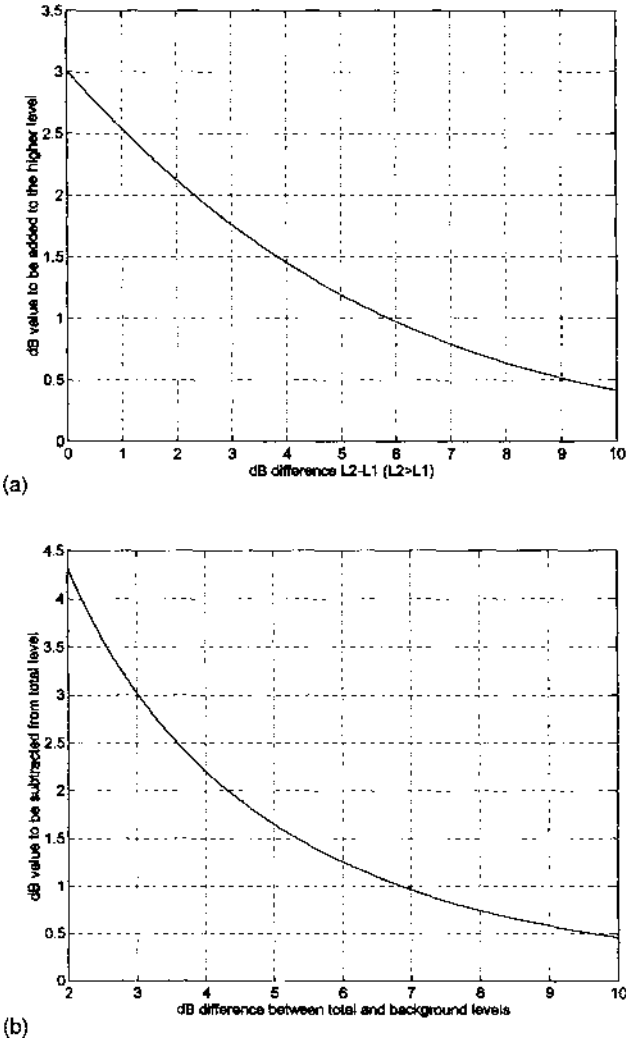 3.5
3
2.5
2
1.5
1
0.5
0
dB value to be added to the higher level
0 1 2 3 4 5 6 7 8 9 10
dB difference L2-L1 (L2>L1)
(a)
4.5
4
3.5
3
2.5
2
1.5
1
0.5
0
dB value to be subtracted from total level
2 3 4 5 6 7 8 9 10
dB difference between total and background levels
(b)